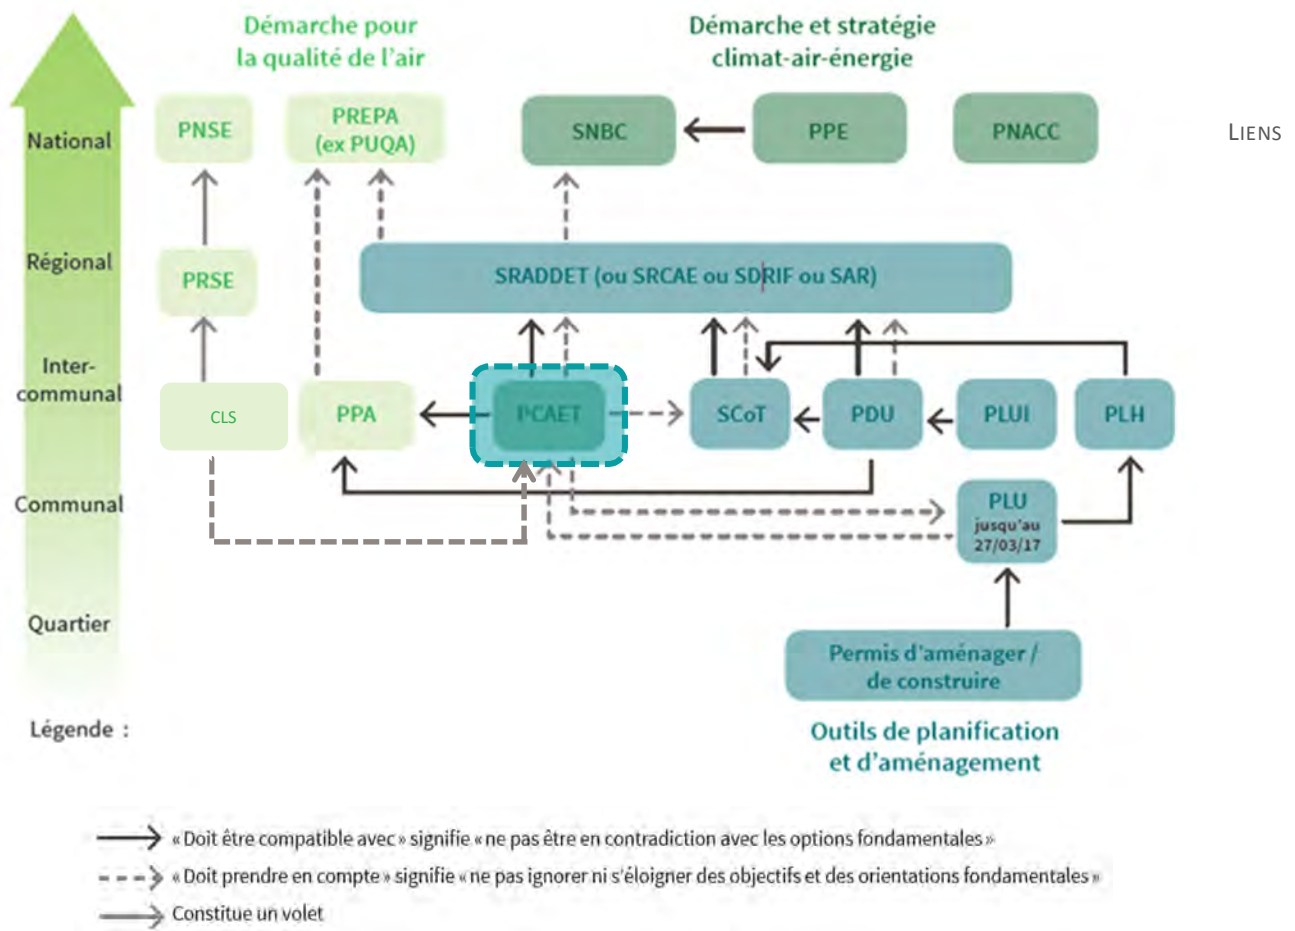 Démarche pour
la qualité de l'air
Démarche et stratégie
climat-air-énergie
National
PNSE
PREPA
(ex PUQA)
SNBC
PPE
PNACC
LIENS
Régional
PRSE
SRADDET (ou SRCAE ou SDRIF ou SAR)
Inter-
communal
CLS
PPA
PCAET
SCoT
PDU
PLUI
PLH
Communal
PLU
jusqu'au
27/03/17
Quartier
Permis d'aménager /
de construire
Légende :
Outils de planification
et d'aménagement
« Doit être compatible avec » signifie « ne pas être en contradiction avec les options fondamentales »
« Doit prendre en compte » signifie « ne pas ignorer ni s'éloigner des objectifs et des orientations fondamentales »
Constitue un volet